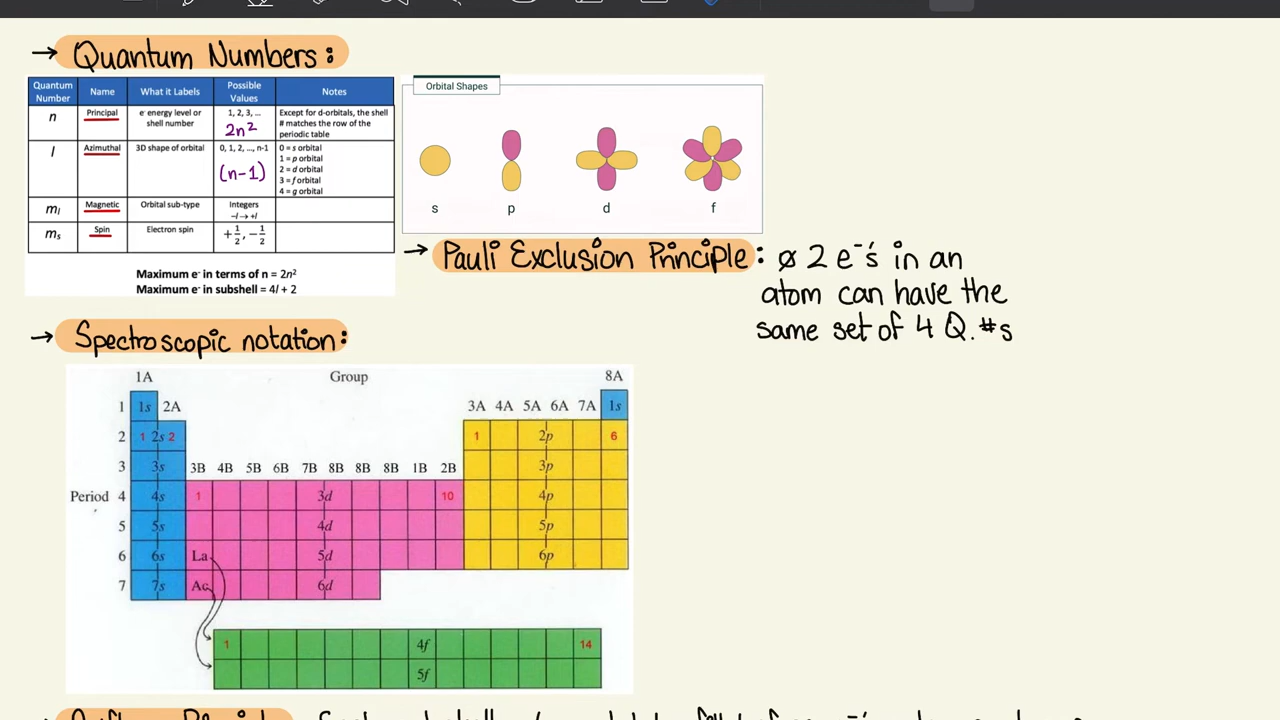 → Quantum Numbers:
Quantum Number | Name | What it Labels | Possible Values | Notes
n | Principal | e⁻ energy level or shell number | 1, 2, 3, ... 2n² | Except for d-orbitals, the shell # matches the row of the periodic table
l | Azimuthal | 3D shape of orbital | 0, 1, 2, ..., n-1 (n-1) | 0 = s orbital
1 = p orbital
2 = d orbital
3 = f orbital
4 = g orbital
mₗ | Magnetic | Orbital sub-type | Integers -l → +l
mₛ | Spin | Electron spin | +½, -½
Maximum e⁻ in terms of n = 2n²
Maximum e⁻ in subshell = 4l + 2
Orbital Shapes
s p d f
→ Pauli Exclusion Principle: ∅ 2 e⁻'s in an
atom can have the
same set of 4 Q.#s
→ Spectroscopic notation:
1A Group 8A
1 1s 2A 3A 4A 5A 6A 7A 1s
2 1 2s 2 1 2p 6
3 3s 3B 4B 5B 6B 7B 8B 8B 8B 1B 2B 3p
Period 4 4s 1 3d 10 4p
5 5s 4d 5p
6 6s La 5d 6p
7 7s Ac 6d
1 4f 14
5f